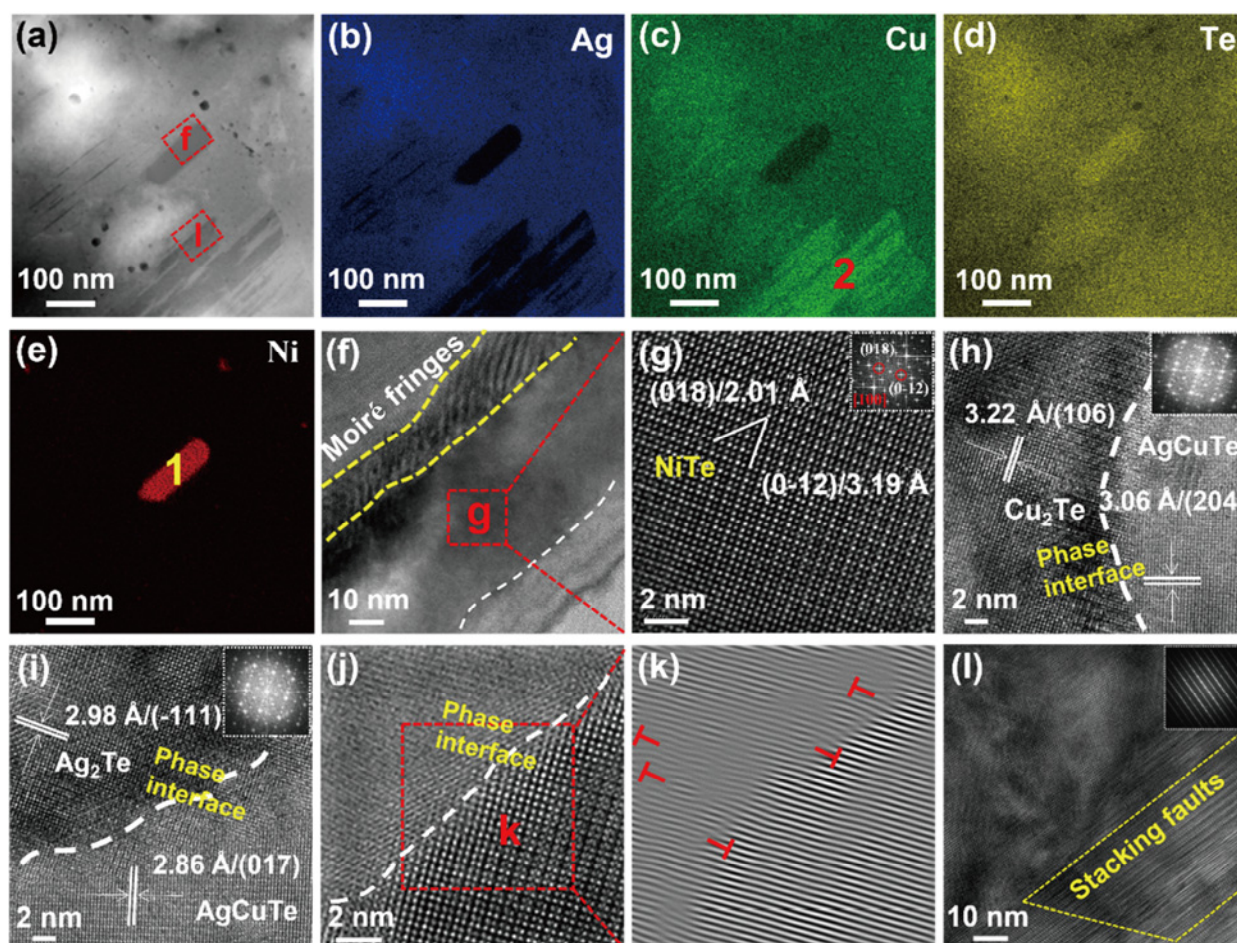 (a)
f
l
100 nm
(b)
Ag
100 nm
(c)
Cu
2
100 nm
(d)
Te
100 nm
(e)
Ni
1
100 nm
(f)
Moiré fringes
g
10 nm
(g)
(018)
(0-12)
(018)/2.01 Å
NiTe
(0-12)/3.19 Å
2 nm
(h)
3.22 Å/(106)
AgCuTe
Cu₂Te
3.06 Å/(204)
Phase
interface
2 nm
(i)
2.98 Å/(-111)
Ag₂Te
Phase
interface
2.86 Å/(017)
AgCuTe
2 nm
(j)
Phase
interface
k
2 nm
(k)
(l)
Stacking faults
10 nm